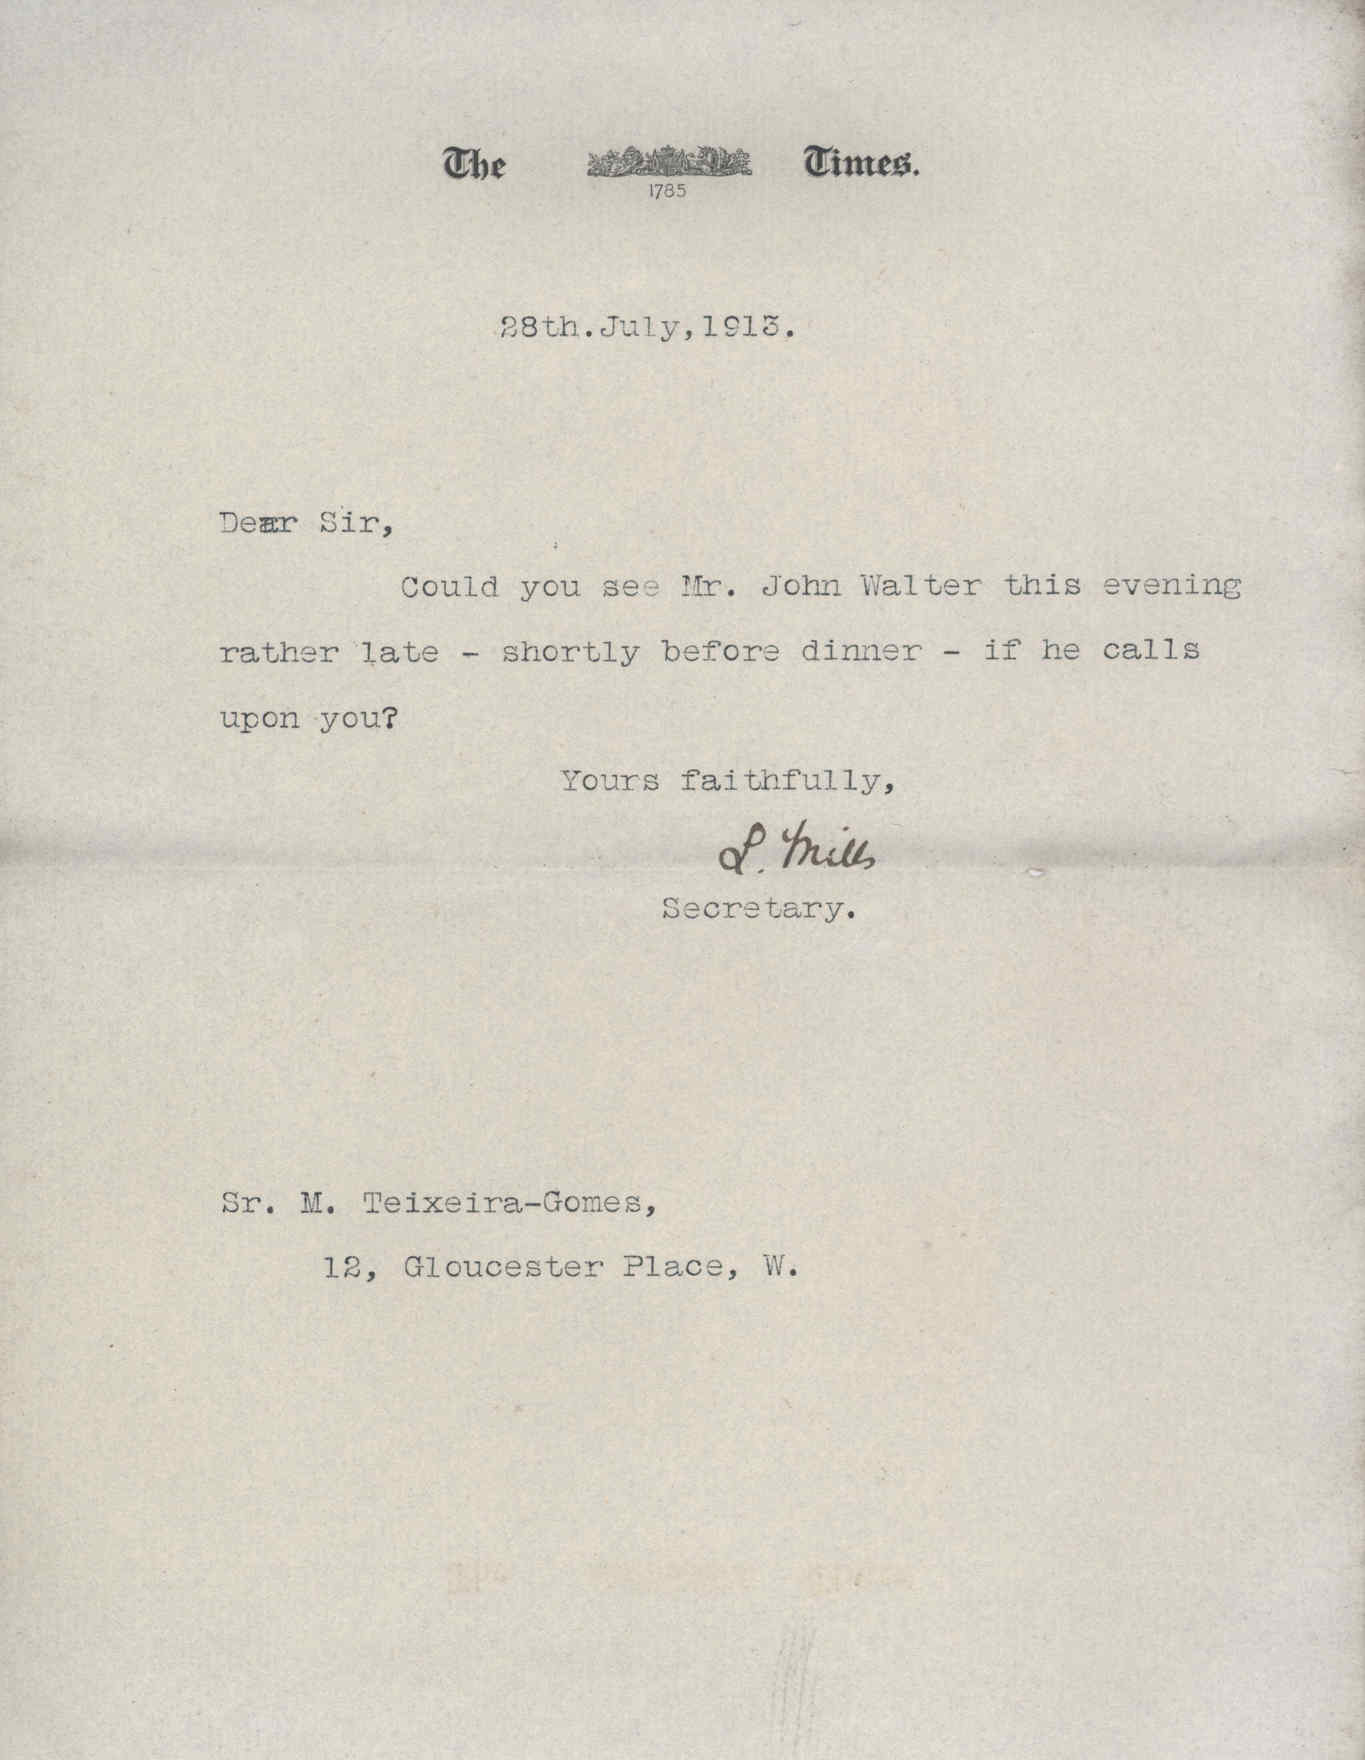 The Times.
1785
28th.July,1913.
Dear Sir,
Could you see Mr. John Walter this evening
rather late - shortly before dinner - if he calls
upon you?
Yours faithfully,
L. Mills
Secretary.
Sr. M. Teixeira-Gomes,
12, Gloucester Place, W.